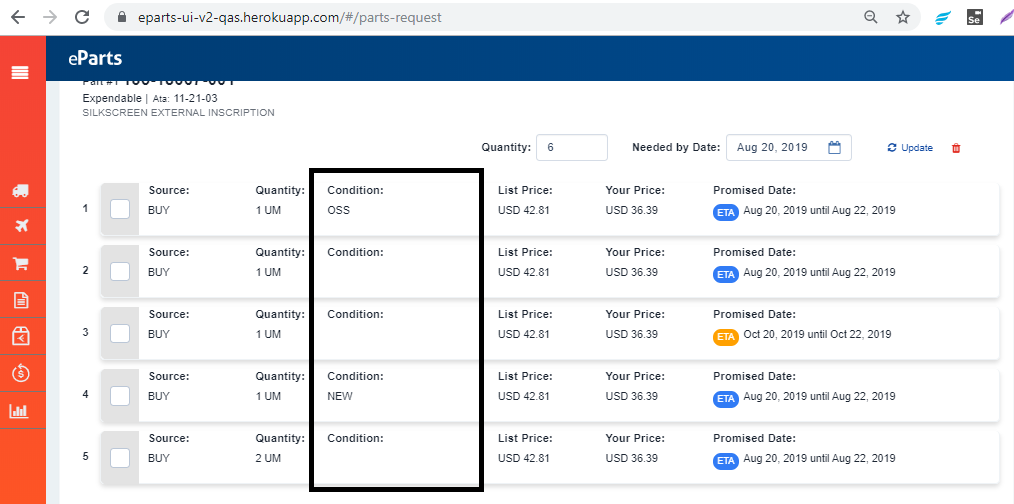 eparts-ui-v2-qas.herokuapp.com/#/parts-request
Se
eParts
Expendable | Ata: 11-21-03
SILKSCREEN EXTERNAL INSCRIPTION
Quantity: 6 Needed by Date: Aug 20, 2019 Update
Source: Quantity: Condition: List Price: Your Price: Promised Date:
1 BUY 1 UM OSS USD 42.81 USD 36.39 ETA Aug 20, 2019 until Aug 22, 2019
Source: Quantity: Condition: List Price: Your Price: Promised Date:
2 BUY 1 UM USD 42.81 USD 36.39 ETA Aug 20, 2019 until Aug 22, 2019
Source: Quantity: Condition: List Price: Your Price: Promised Date:
3 BUY 1 UM USD 42.81 USD 36.39 ETA Oct 20, 2019 until Oct 22, 2019
Source: Quantity: Condition: List Price: Your Price: Promised Date:
4 BUY 1 UM NEW USD 42.81 USD 36.39 ETA Aug 20, 2019 until Aug 22, 2019
Source: Quantity: Condition: List Price: Your Price: Promised Date:
5 BUY 2 UM USD 42.81 USD 36.39 ETA Aug 20, 2019 until Aug 22, 2019